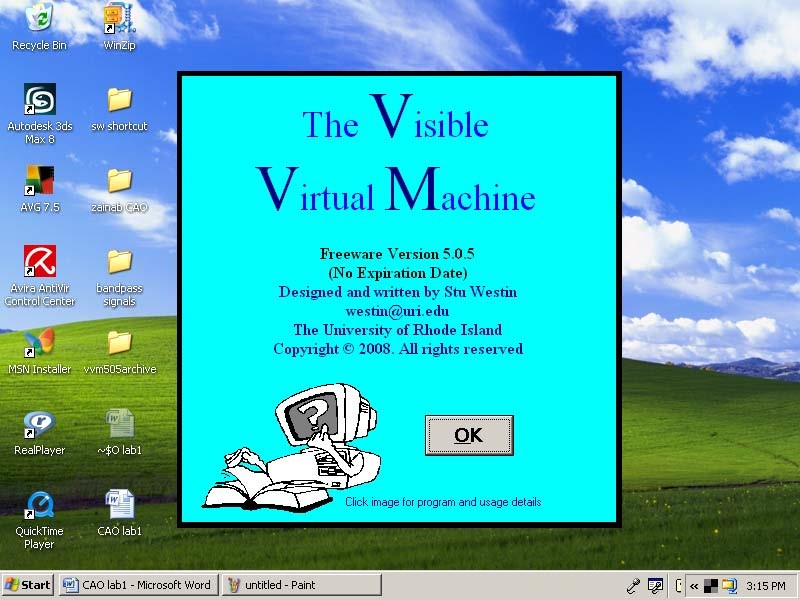 Recycle Bin
WinZip
Autodesk 3ds
Max 8
sw shortcut
AVG 7.5
zainab CAO
Avira AntiVir
Control Center
bandpass
signals
MSN Installer
vvm505archive
RealPlayer
~$O lab1
QuickTime
Player
CAO lab1
The Visible
Virtual Machine
Freeware Version 5.0.5
(No Expiration Date)
Designed and written by Stu Westin
westin@uri.edu
The University of Rhode Island
Copyright © 2008. All rights reserved
?
OK
Click image for program and usage details
Start
CAO lab1 - Microsoft Word
untitled - Paint
«
3:15 PM